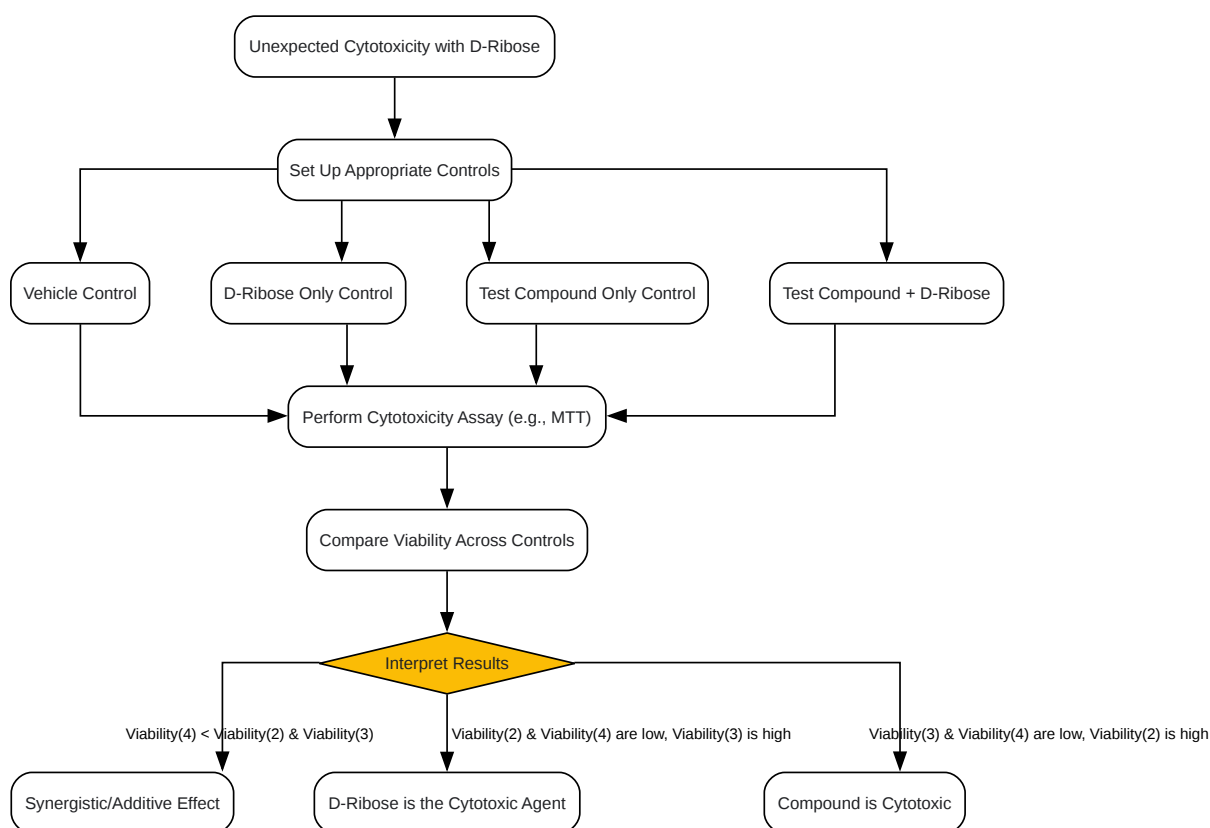 Unexpected Cytotoxicity with D-Ribose
Set Up Appropriate Controls
Vehicle Control
D-Ribose Only Control
Test Compound Only Control
Test Compound + D-Ribose
Perform Cytotoxicity Assay (e.g., MTT)
Compare Viability Across Controls
Interpret Results
Viability(4) < Viability(2) & Viability(3)
Viability(2) & Viability(4) are low, Viability(3) is high
Viability(3) & Viability(4) are low, Viability(2) is high
Synergistic/Additive Effect
D-Ribose is the Cytotoxic Agent
Compound is Cytotoxic